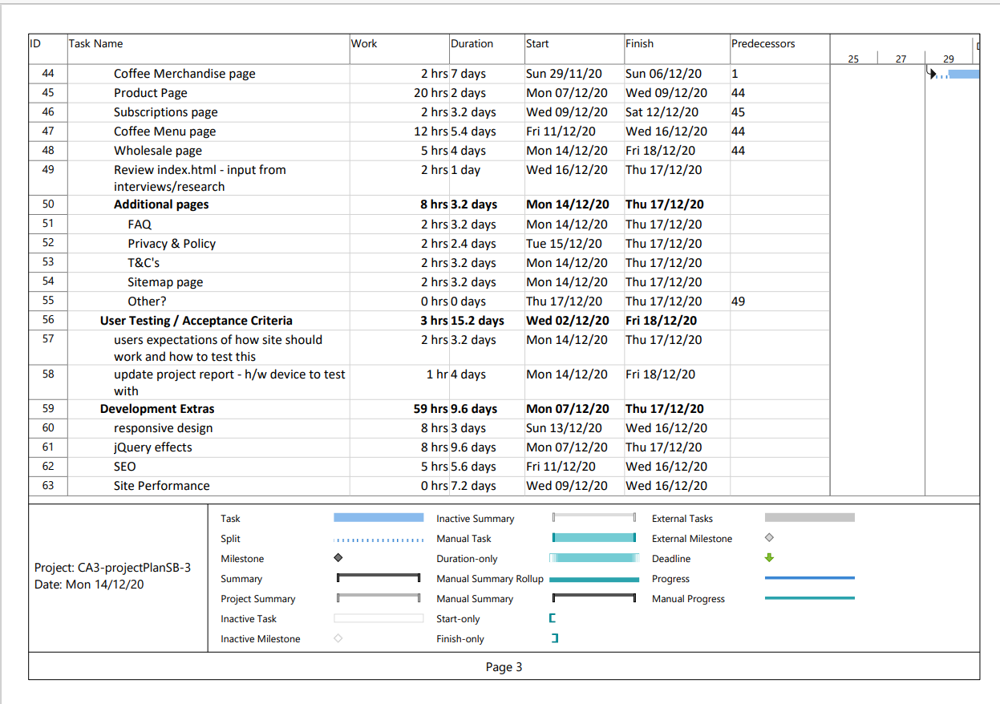 ID Task Name Work Duration Start Finish Predecessors
25 27 29
44 Coffee Merchandise page 2 hrs 7 days Sun 29/11/20 Sun 06/12/20 1
45 Product Page 20 hrs 2 days Mon 07/12/20 Wed 09/12/20 44
46 Subscriptions page 2 hrs 3.2 days Wed 09/12/20 Sat 12/12/20 45
47 Coffee Menu page 12 hrs 5.4 days Fri 11/12/20 Wed 16/12/20 44
48 Wholesale page 5 hrs 4 days Mon 14/12/20 Fri 18/12/20 44
49 Review index.html - input from 2 hrs 1 day Wed 16/12/20 Thu 17/12/20
interviews/research
50 Additional pages 8 hrs 3.2 days Mon 14/12/20 Thu 17/12/20
51 FAQ 2 hrs 3.2 days Mon 14/12/20 Thu 17/12/20
52 Privacy & Policy 2 hrs 2.4 days Tue 15/12/20 Thu 17/12/20
53 T&C's 2 hrs 3.2 days Mon 14/12/20 Thu 17/12/20
54 Sitemap page 2 hrs 3.2 days Mon 14/12/20 Thu 17/12/20
55 Other? 0 hrs 0 days Thu 17/12/20 Thu 17/12/20 49
56 User Testing / Acceptance Criteria 3 hrs 15.2 days Wed 02/12/20 Fri 18/12/20
57 users expectations of how site should 2 hrs 3.2 days Mon 14/12/20 Thu 17/12/20
work and how to test this
58 update project report - h/w device to test 1 hr 4 days Mon 14/12/20 Fri 18/12/20
with
59 Development Extras 59 hrs 9.6 days Mon 07/12/20 Thu 17/12/20
60 responsive design 8 hrs 3 days Sun 13/12/20 Wed 16/12/20
61 jQuery effects 8 hrs 9.6 days Mon 07/12/20 Thu 17/12/20
62 SEO 5 hrs 5.6 days Fri 11/12/20 Wed 16/12/20
63 Site Performance 0 hrs 7.2 days Wed 09/12/20 Wed 16/12/20
Project: CA3-projectPlanSB-3
Date: Mon 14/12/20
Task Inactive Summary External Tasks
Split Manual Task External Milestone
Milestone Duration-only Deadline
Summary Manual Summary Rollup Progress
Project Summary Manual Summary Manual Progress
Inactive Task Start-only
Inactive Milestone Finish-only
Page 3